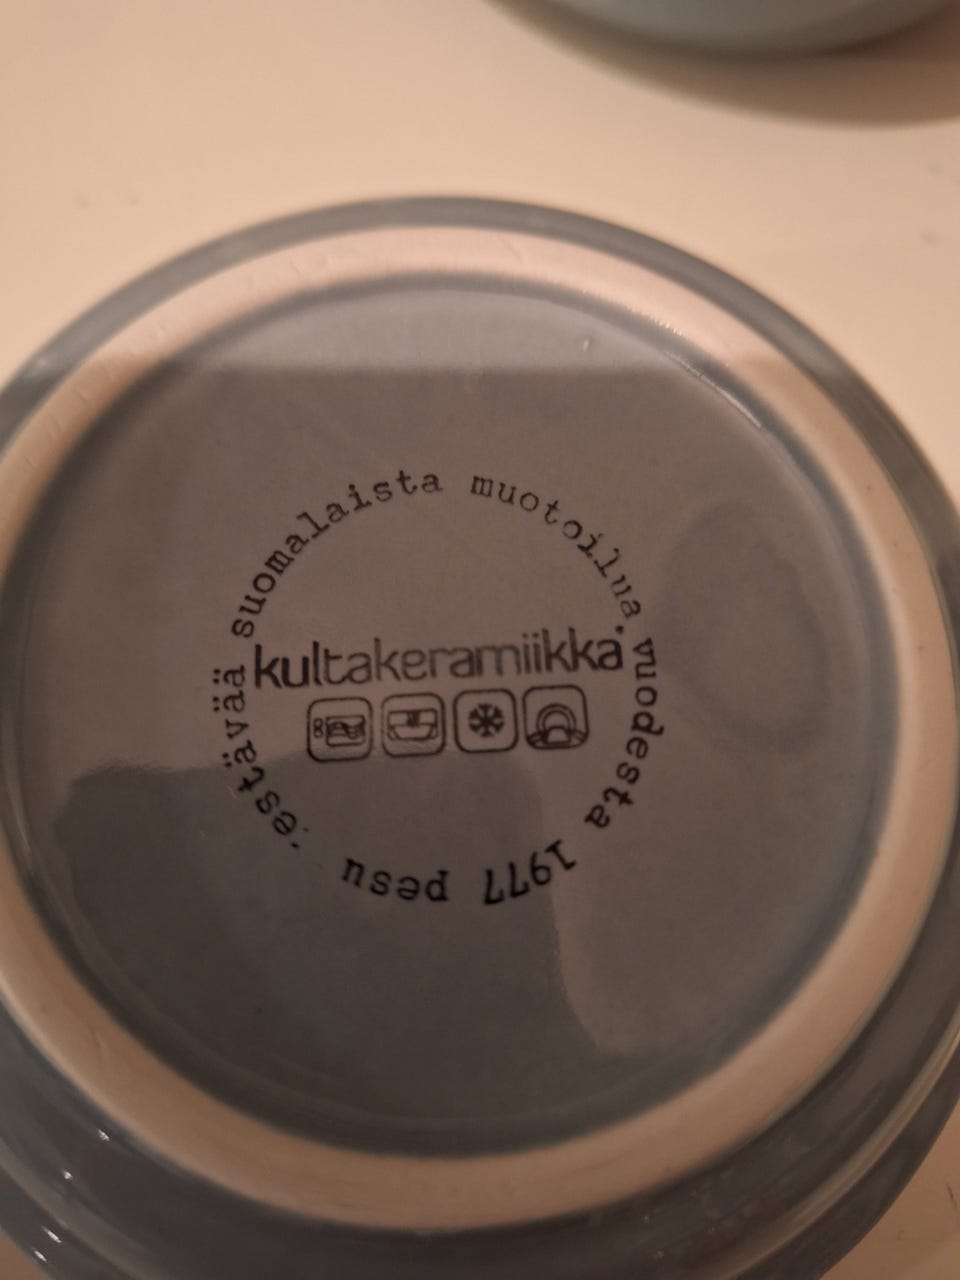 suomalaista muotoilua vuodesta 1977 pesu .estävää
kultakeramiikka